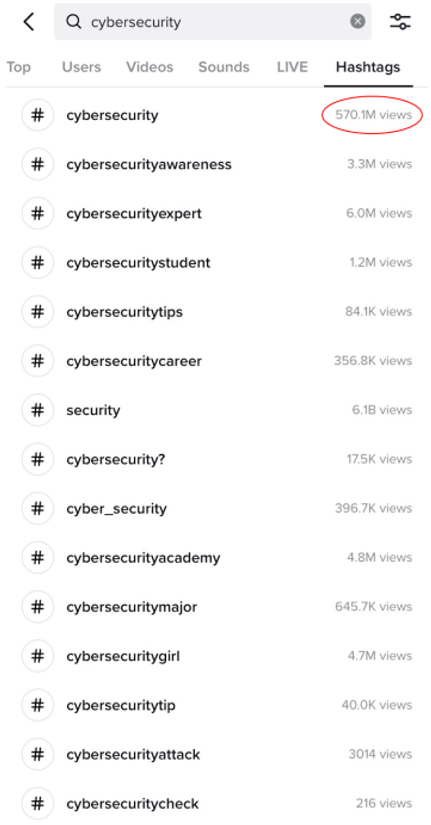 cybersecurity
Top Users Videos Sounds LIVE Hashtags
# cybersecurity 570.1M views
# cybersecurityawareness 3.3M views
# cybersecurityexpert 6.0M views
# cybersecuritystudent 1.2M views
# cybersecuritytips 84.1K views
# cybersecuritycareer 356.8K views
# security 6.1B views
# cybersecurity? 17.5K views
# cyber_security 396.7K views
# cybersecurityacademy 4.8M views
# cybersecuritymajor 645.7K views
# cybersecuritygirl 4.7M views
# cybersecuritytip 40.0K views
# cybersecurityattack 3014 views
# cybersecuritycheck 216 views